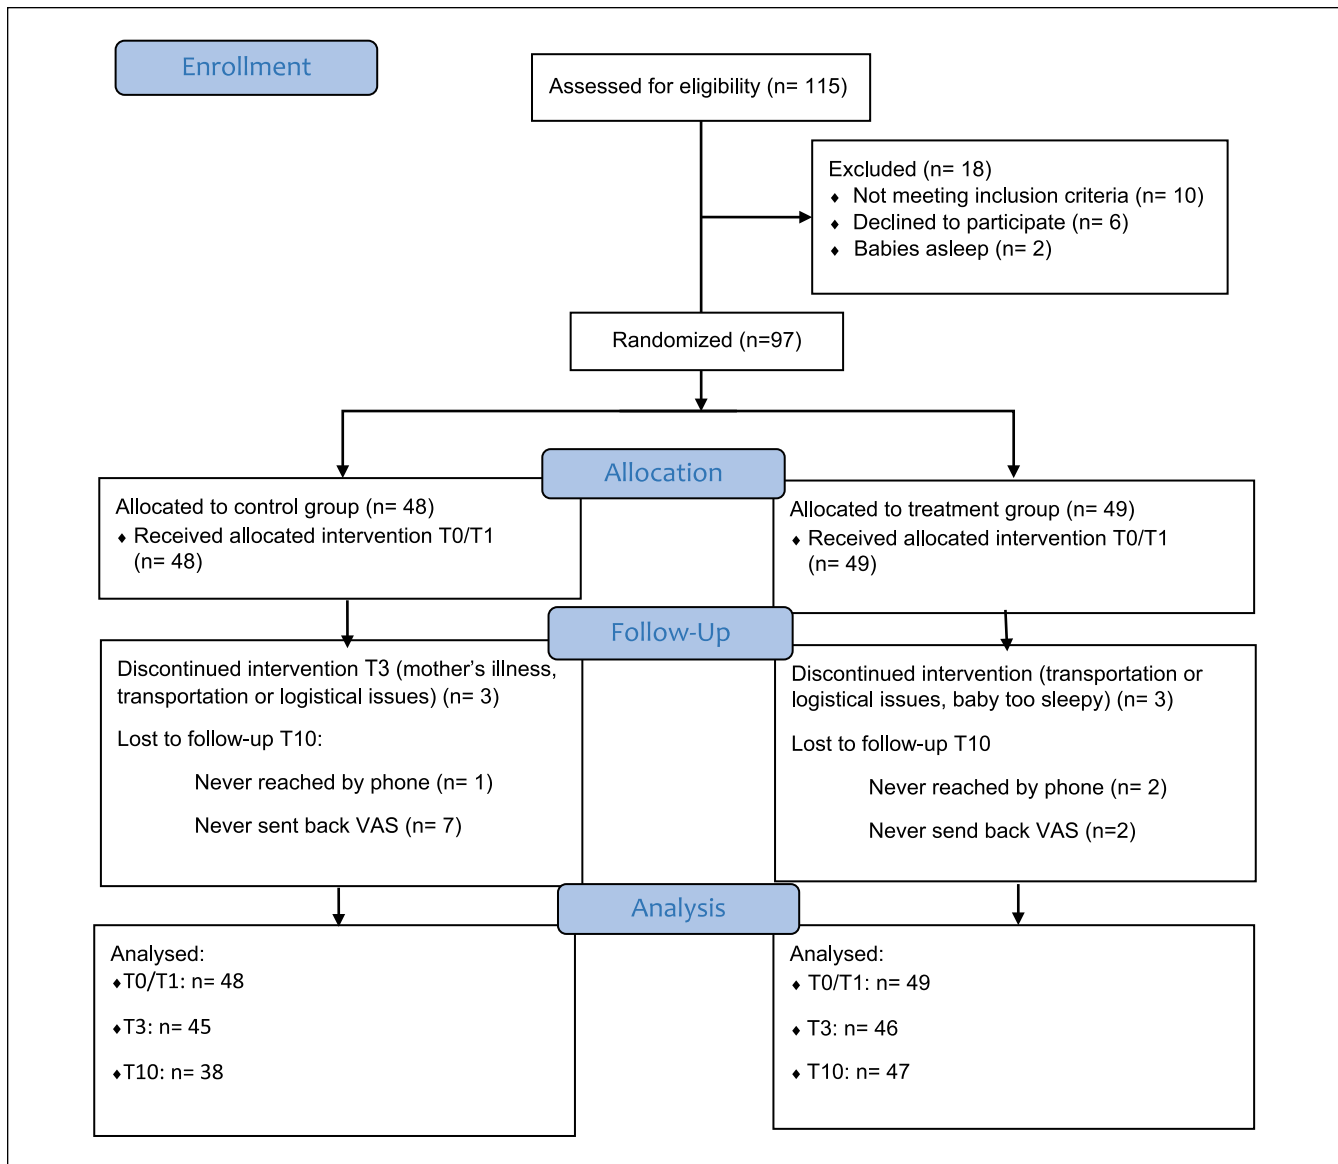 Enrollment
Assessed for eligibility (n= 115)
Excluded (n= 18)
♦ Not meeting inclusion criteria (n= 10)
♦ Declined to participate (n= 6)
♦ Babies asleep (n= 2)
Randomized (n=97)
Allocation
Allocated to control group (n= 48)
♦ Received allocated intervention T0/T1
(n= 48)
Allocated to treatment group (n= 49)
♦ Received allocated intervention T0/T1
(n= 49)
Follow-Up
Discontinued intervention T3 (mother’s illness,
transportation or logistical issues) (n= 3)
Lost to follow-up T10:
Never reached by phone (n= 1)
Never sent back VAS (n= 7)
Discontinued intervention (transportation or
logistical issues, baby too sleepy) (n= 3)
Lost to follow-up T10
Never reached by phone (n= 2)
Never send back VAS (n=2)
Analysis
Analysed:
♦T0/T1: n= 48
♦T3: n= 45
♦T10: n= 38
Analysed:
♦ T0/T1: n= 49
♦ T3: n= 46
♦ T10: n= 47